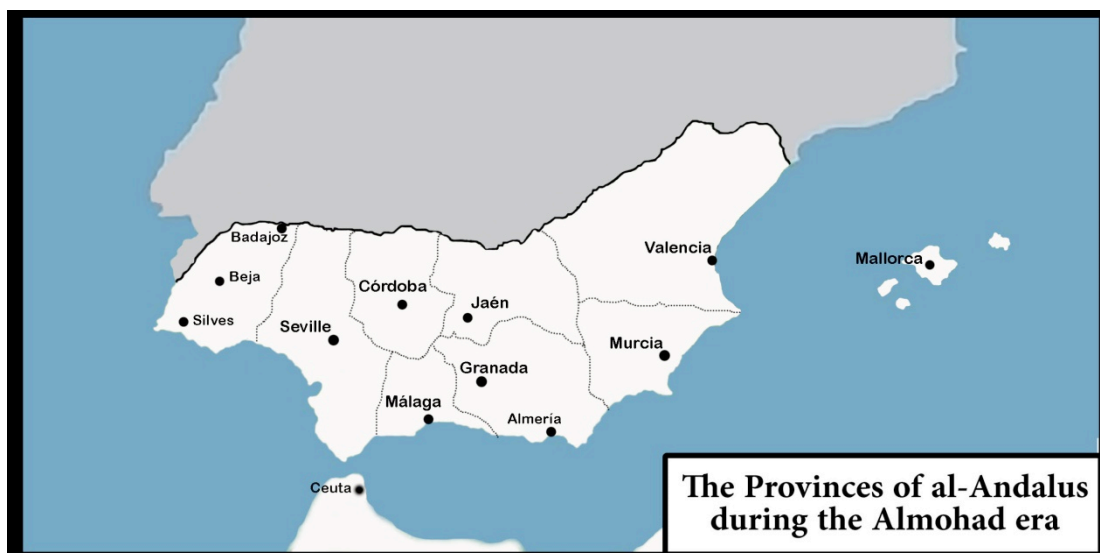 Badajoz
Beja
Silves
Seville
Córdoba
Jaén
Granada
Málaga
Almería
Valencia
Murcia
Mallorca
Ceuta
The Provinces of al-Andalus
during the Almohad era